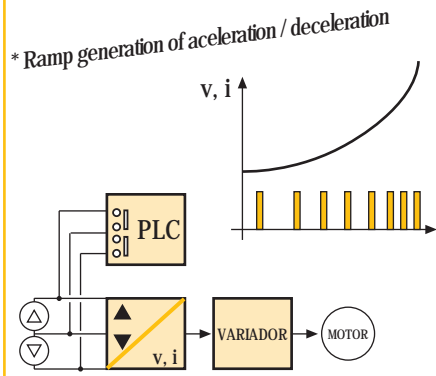 * Ramp generation of aceleration / deceleration
v, i
PLC
v, i
VARIADOR
MOTOR